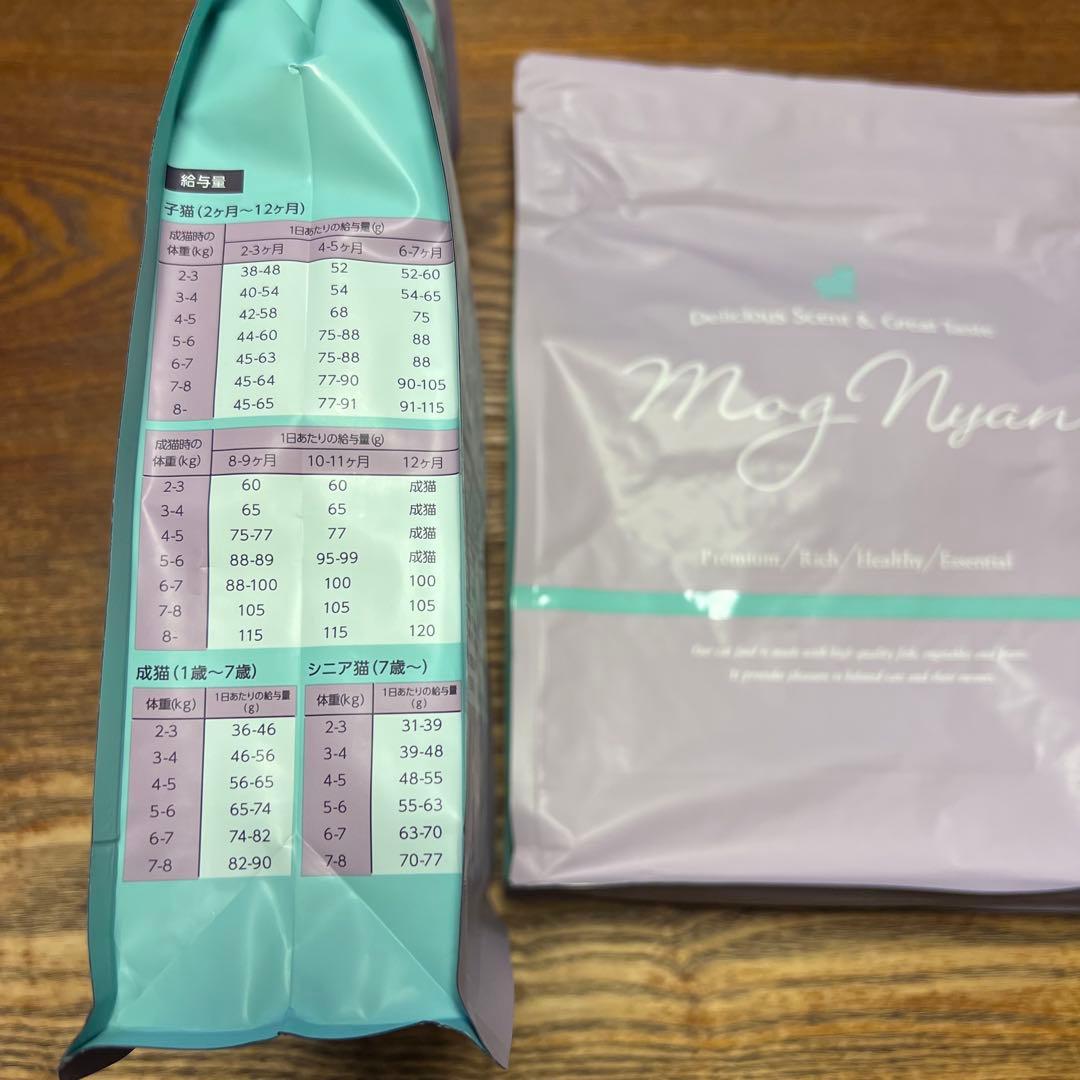 給与量
子猫(2ヶ月～12ヶ月)
成猫時の体重(kg) 1日あたりの給与量(g)
2-3ヶ月 4-5ヶ月 6-7ヶ月
2-3 38-48 52 52-60
3-4 40-54 54 54-65
4-5 42-58 68 75
5-6 44-60 75-88 88
6-7 45-63 75-88 88
7-8 45-64 77-90 90-105
8- 45-65 77-91 91-115
成猫時の体重(kg) 1日あたりの給与量(g)
8-9ヶ月 10-11ヶ月 12ヶ月
2-3 60 60 成猫
3-4 65 65 成猫
4-5 75-77 77 成猫
5-6 88-89 95-99 成猫
6-7 88-100 100 100
7-8 105 105 105
8- 115 115 120
成猫(1歳～7歳)
体重(kg) 1日あたりの給与量(g)
2-3 36-46
3-4 46-56
4-5 56-65
5-6 65-74
6-7 74-82
7-8 82-90
シニア猫(7歳～)
体重(kg) 1日あたりの給与量(g)
2-3 31-39
3-4 39-48
4-5 48-55
5-6 55-63
6-7 63-70
7-8 70-77
Delicious Scent & Great Taste
Mog Nyan
Premium/Rich/Healthy/Essential
Our cat food is made with high quality fish, vegetables and